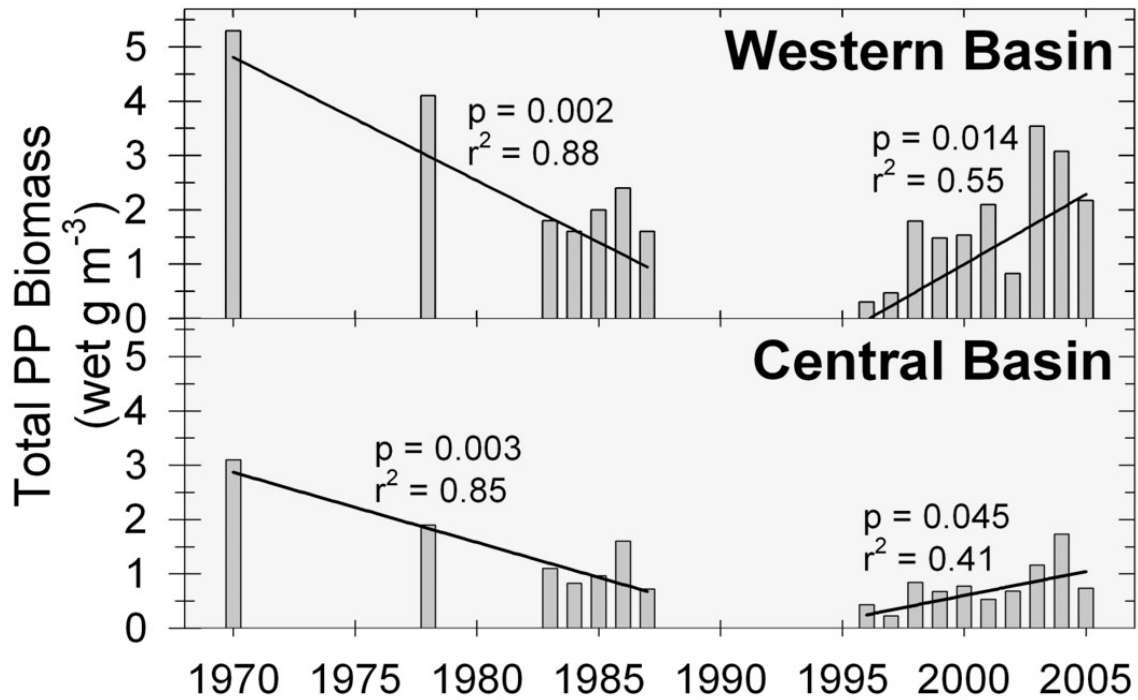 Total PP Biomass
(wet g m⁻³)
Western Basin
5
4
3
2
1
0
p = 0.002
r² = 0.88
p = 0.014
r² = 0.55
Central Basin
5
4
3
2
1
0
p = 0.003
r² = 0.85
p = 0.045
r² = 0.41
1970 1975 1980 1985 1990 1995 2000 2005